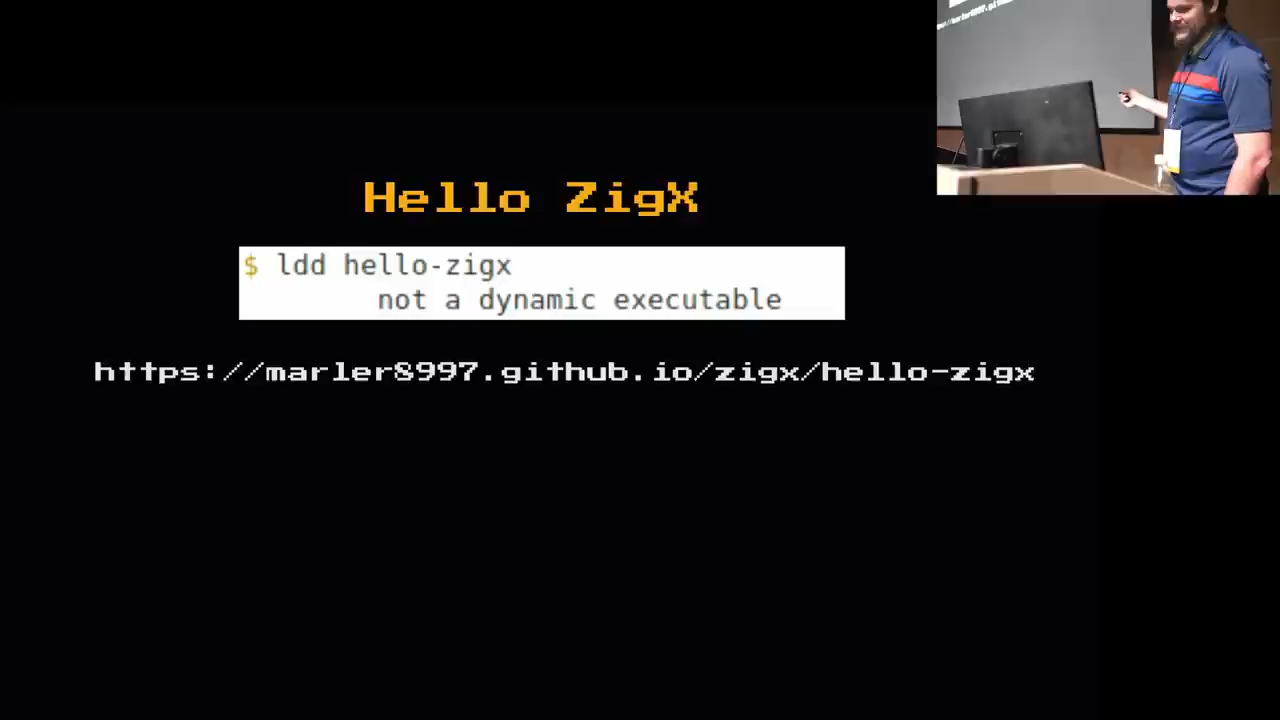 Hello ZigX
$ ldd hello-zigx
not a dynamic executable
https://marler8997.github.io/zigx/hello-zigx